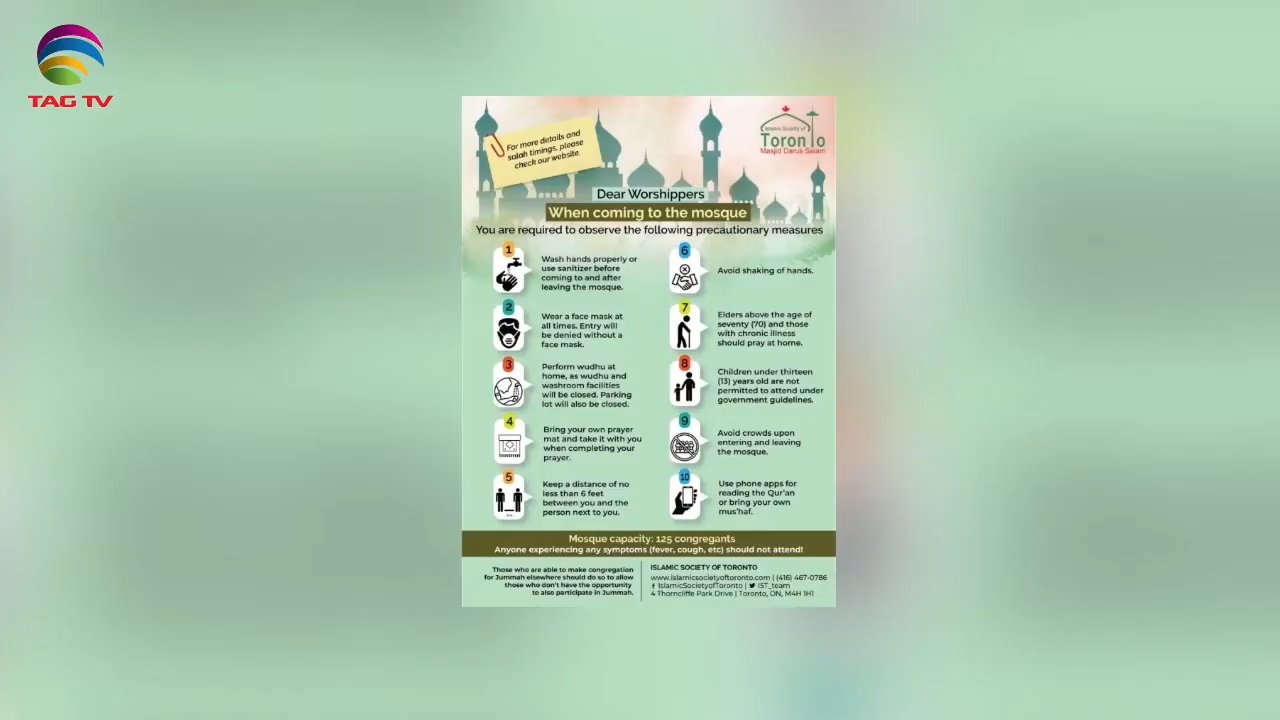 TAG TV
For more details and
salah timings, please
check our website.
Islamic Society of
Toronto
Masjid Darus Salam
Dear Worshippers
When coming to the mosque
You are required to observe the following precautionary measures
1
Wash hands properly or
use sanitizer before
coming to and after
leaving the mosque.
2
Wear a face mask at
all times. Entry will
be denied without a
face mask.
3
Perform wudhu at
home, as wudhu and
washroom facilities
will be closed. Parking
lot will also be closed.
4
Bring your own prayer
mat and take it with you
when completing your
prayer.
5
Keep a distance of no
less than 6 feet
between you and the
person next to you.
6
Avoid shaking of hands.
7
Elders above the age of
seventy (70) and those
with chronic illness
should pray at home.
8
Children under thirteen
(13) years old are not
permitted to attend under
government guidelines.
9
Avoid crowds upon
entering and leaving
the mosque.
10
Use phone apps for
reading the Qur'an
or bring your own
mus'haf.
Mosque capacity: 125 congregants
Anyone experiencing any symptoms (fever, cough, etc) should not attend!
Those who are able to make congregation
for Jummah elsewhere should do so to allow
those who don't have the opportunity
to also participate in Jummah.
ISLAMIC SOCIETY OF TORONTO
www.islamicsocietyoftoronto.com | (416) 467-0786
IslamicSocietyofToronto | IST_team
4 Thorncliffe Park Drive | Toronto, ON, M4H 1H1